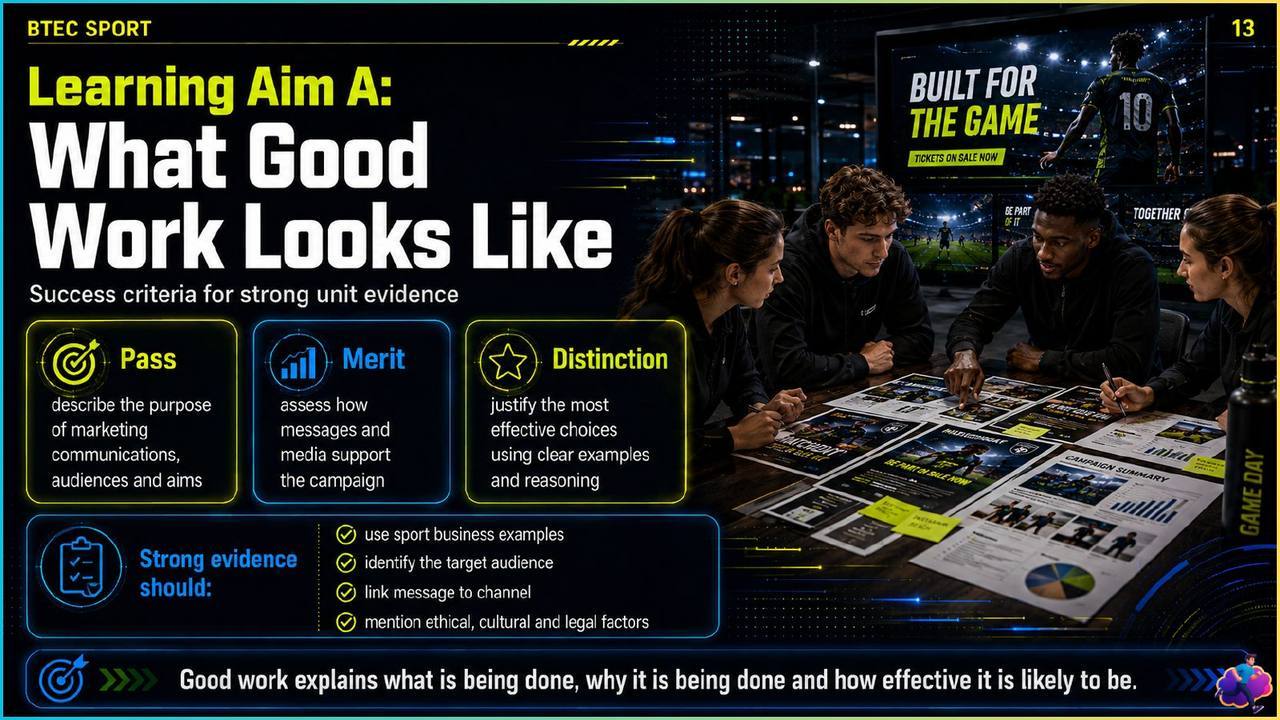 BTEC SPORT
13
Learning Aim A:
What Good
Work Looks Like
Success criteria for strong unit evidence
Pass
describe the purpose
of marketing
communications,
audiences and aims
Merit
assess how
messages and
media support
the campaign
Distinction
justify the most
effective choices
using clear examples
and reasoning
Strong evidence
should:
use sport business examples
identify the target audience
link message to channel
mention ethical, cultural and legal factors
Good work explains what is being done, why it is being done and how effective it is likely to be.
BUILT FOR
THE GAME
TICKETS ON SALE NOW
10
BE PART
OF IT
TOGETHER
CAMPAIGN SUMMARY
GAME DAY